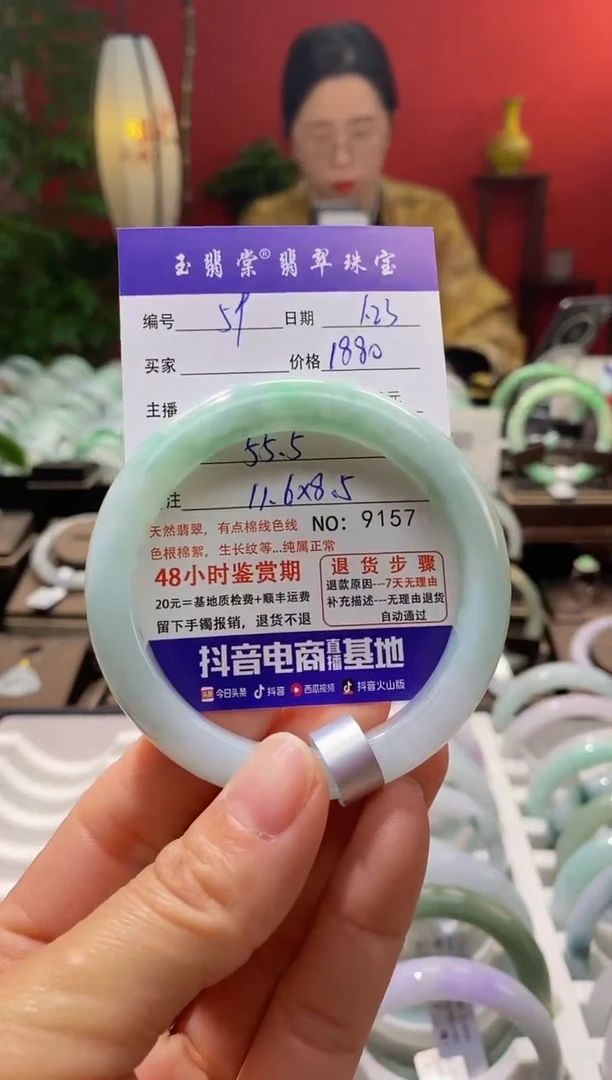 玉翡棠®翡翠珠宝
编号 59 日期 1.23
买家 价格 1880
主播 元
55.5
注 11.6x8.5
天然翡翠，有点棉线色线 NO: 9157
色根棉絮，生长纹等...纯属正常
48小时鉴赏期
20元=基地质检费+顺丰运费
留下手镯报销，退货不退
退货步骤
退款原因---7天无理由
补充描述---无理由退货
自动通过
抖音电商直播基地
今日头条 抖音 西瓜视频 抖音火山版